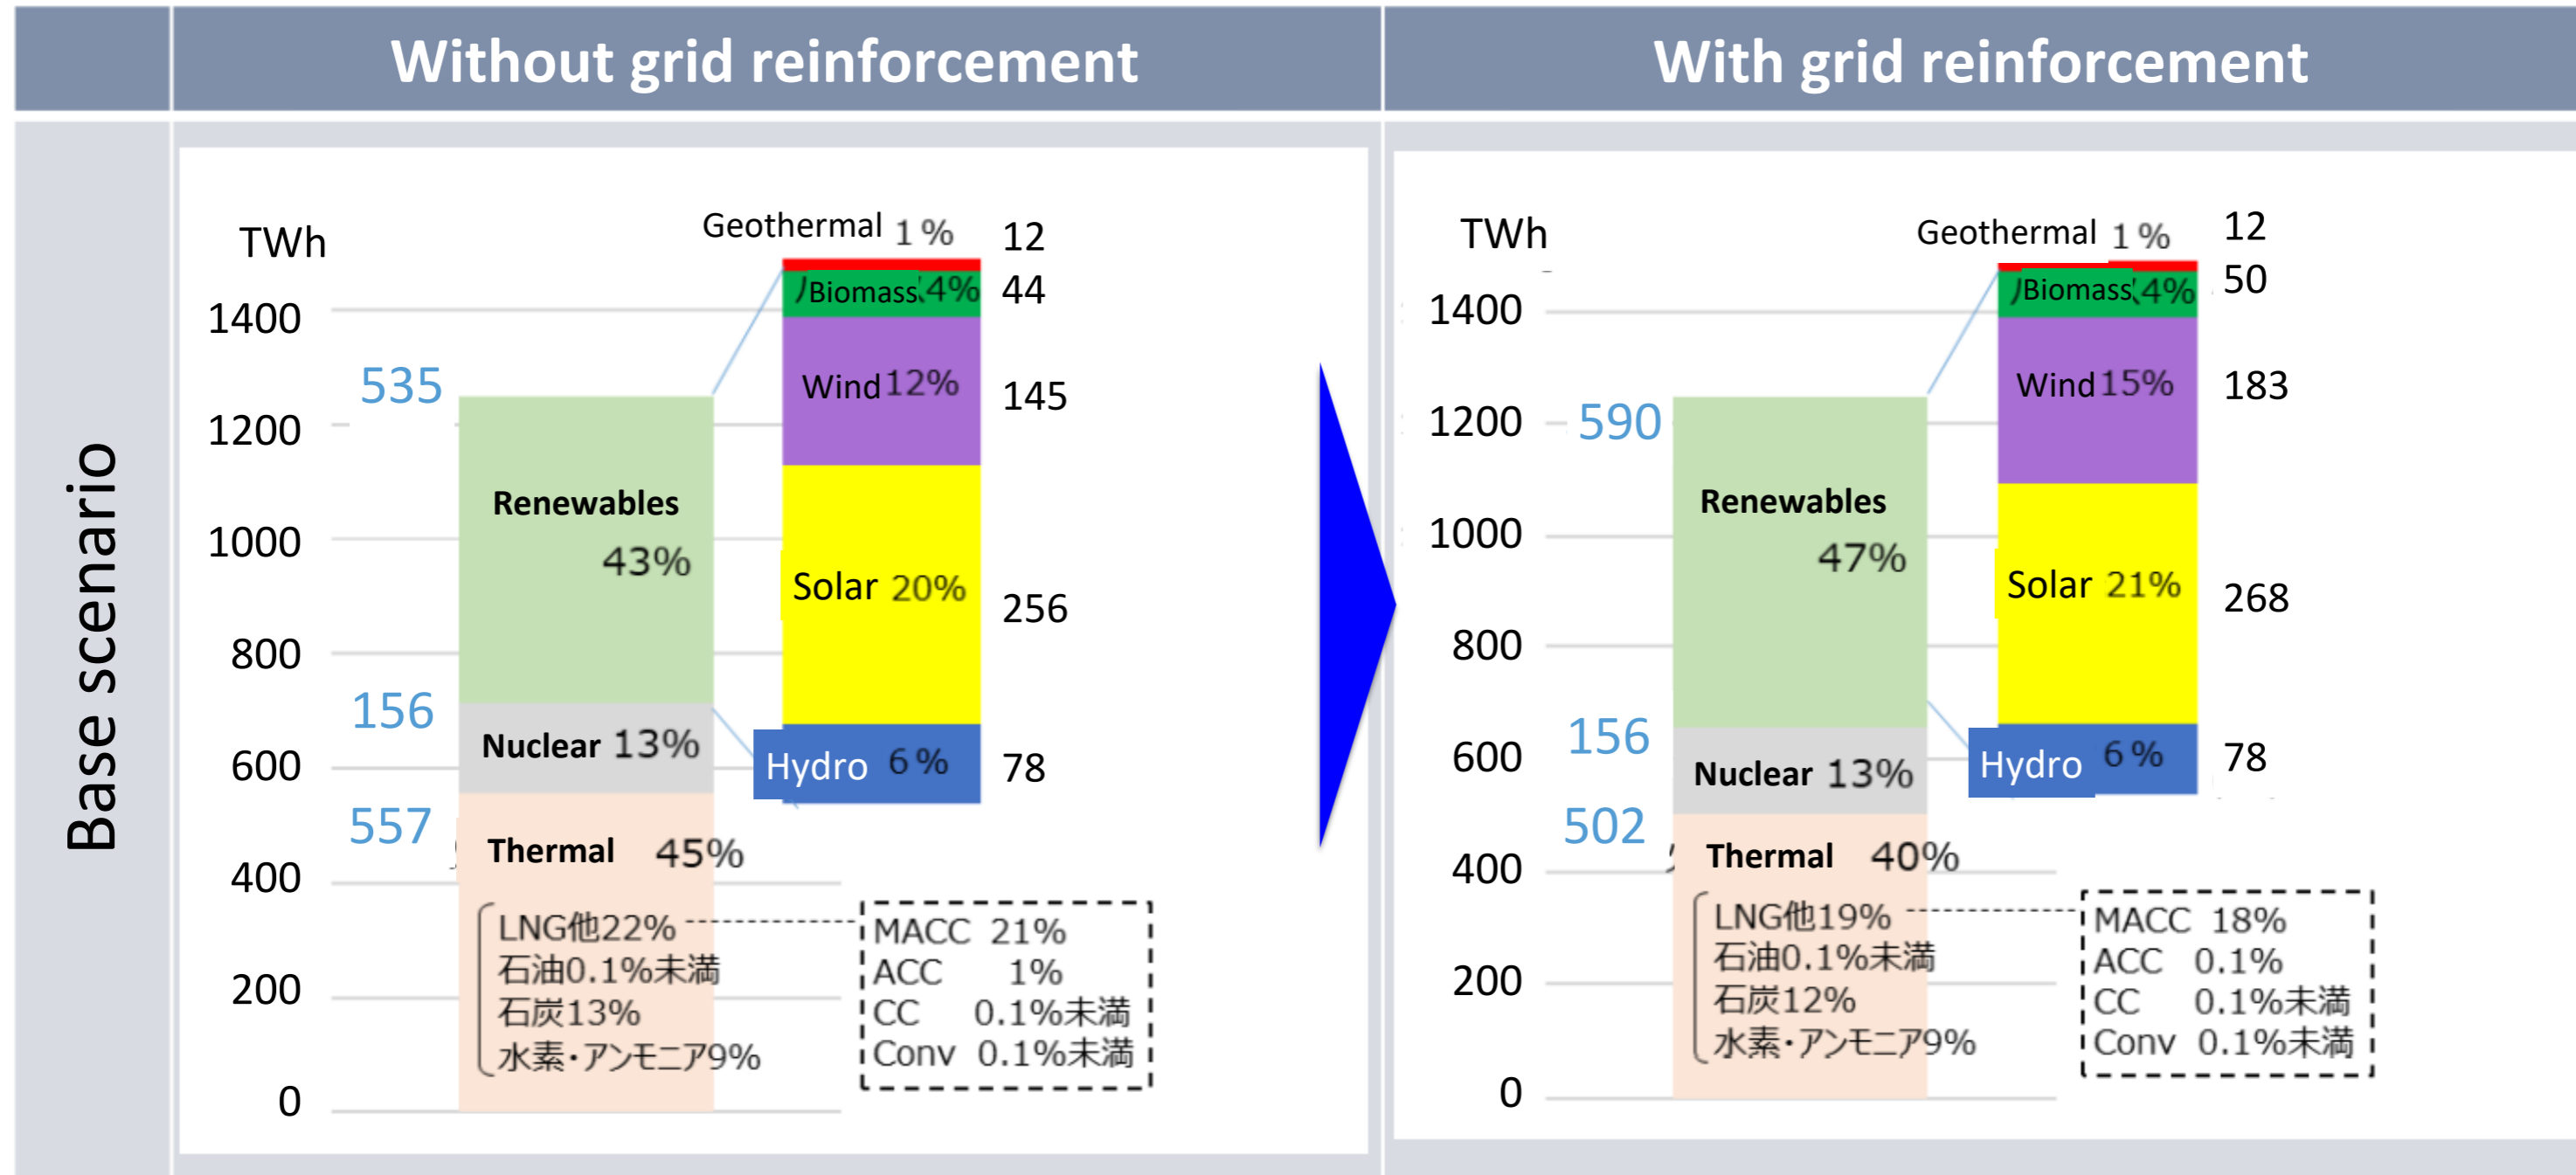 Without grid reinforcement
With grid reinforcement
Base scenario
TWh
1400
1200
1000
800
600
400
200
0
535
156
557
Renewables
43%
Nuclear 13%
Thermal 45%
LNG他22%
石油0.1%未満
石炭13%
水素・アンモニア9%
MACC 21%
ACC 1%
CC 0.1%未満
Conv 0.1%未満
Geothermal 1% 12
Biomass 4% 44
Wind 12% 145
Solar 20% 256
Hydro 6% 78
TWh
1400
1200
1000
800
600
400
200
0
590
156
502
Renewables
47%
Nuclear 13%
Thermal 40%
LNG他19%
石油0.1%未満
石炭12%
水素・アンモニア9%
MACC 18%
ACC 0.1%
CC 0.1%未満
Conv 0.1%未満
Geothermal 1% 12
Biomass 4% 50
Wind 15% 183
Solar 21% 268
Hydro 6% 78